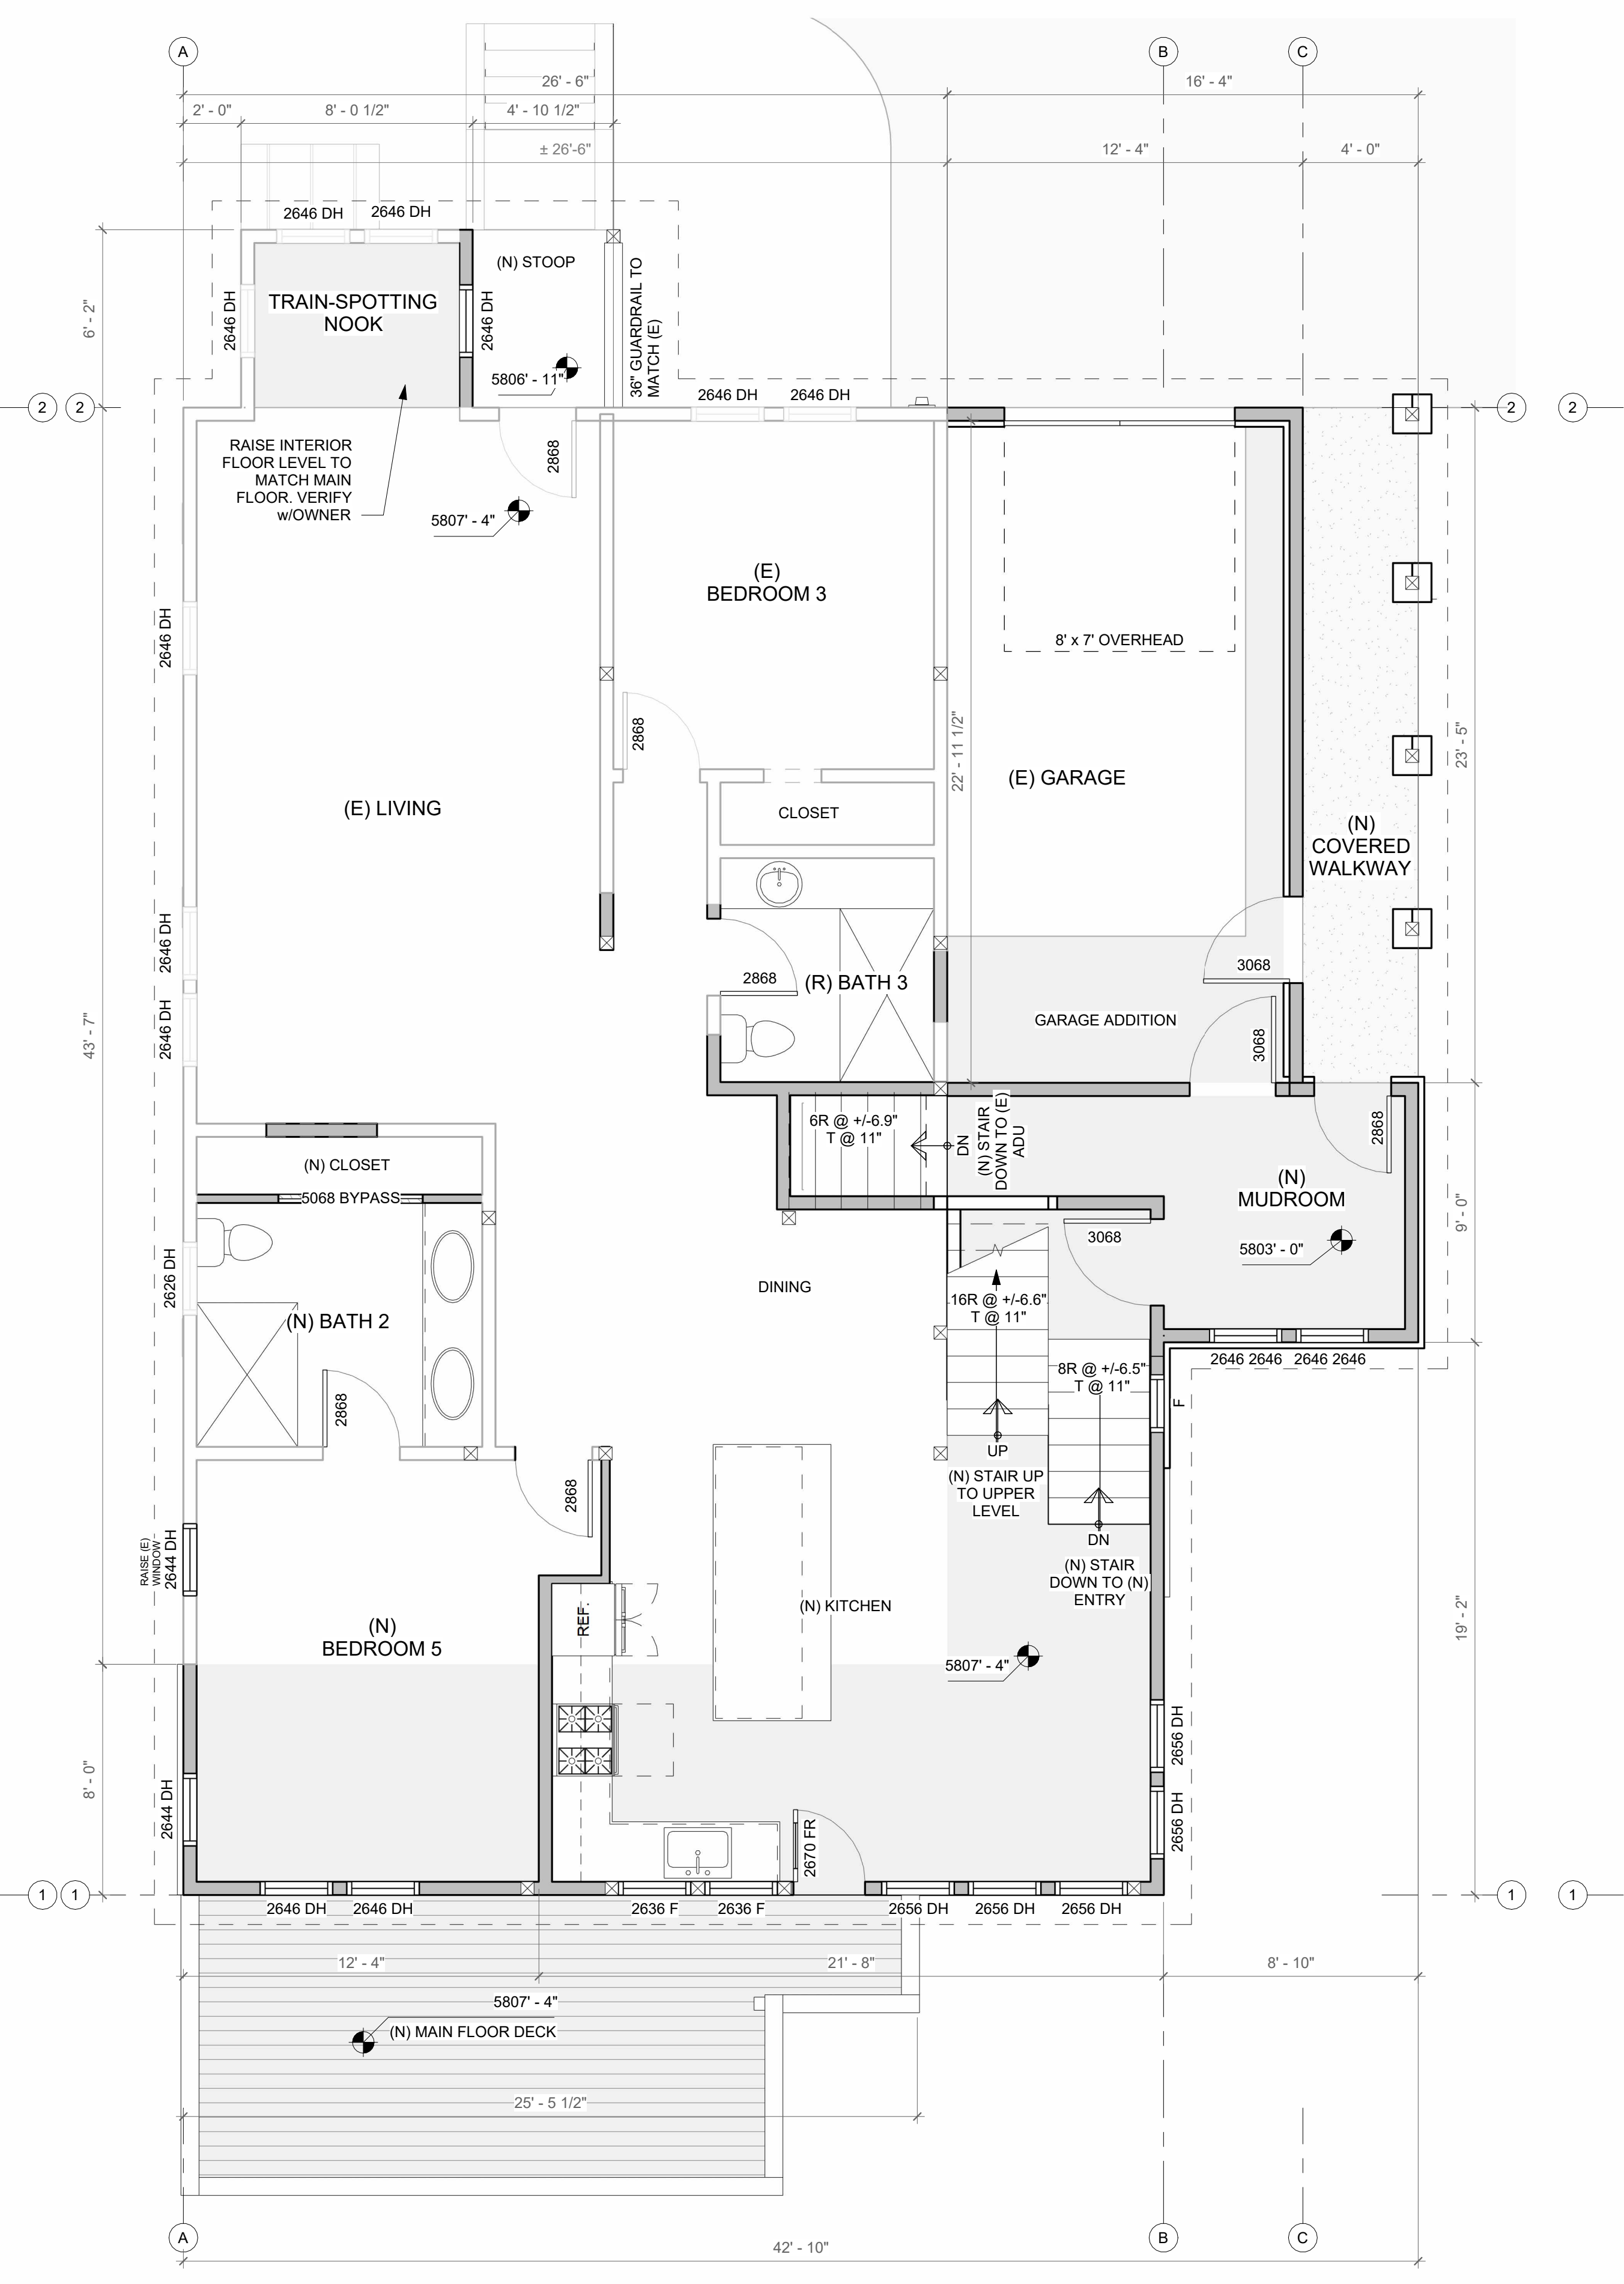 A
B
C
26' - 6"
16' - 4"
2' - 0"
8' - 0 1/2"
4' - 10 1/2"
± 26'-6"
12' - 4"
4' - 0"
2646 DH
2646 DH
6' - 2"
2646 DH
TRAIN-SPOTTING
NOOK
2646 DH
(N) STOOP
5806' - 11"
36" GUARDRAIL TO
MATCH (E)
2646 DH
2646 DH
2
2
2
2
RAISE INTERIOR
FLOOR LEVEL TO
MATCH MAIN
FLOOR. VERIFY
w/OWNER
5807' - 4"
2868
(E)
BEDROOM 3
8' x 7' OVERHEAD
2646 DH
2868
22' - 11 1/2"
(E) GARAGE
23' - 5"
(E) LIVING
CLOSET
(N)
COVERED
WALKWAY
2646 DH
2868
(R) BATH 3
3068
43' - 7"
2646 DH
GARAGE ADDITION
3068
6R @ +/-6.9"
T @ 11"
DN
(N) STAIR
DOWN TO (E)
ADU
2868
(N) CLOSET
5068 BYPASS
(N)
MUDROOM
9' - 0"
3068
5803' - 0"
2626 DH
DINING
(N) BATH 2
16R @ +/-6.6"
T @ 11"
2646
2646
2646
2646
8R @ +/-6.5"
T @ 11"
F
2868
UP
(N) STAIR UP
TO UPPER
LEVEL
2868
DN
(N) STAIR
DOWN TO (N)
ENTRY
RAISE (E)
WINDOW
2644 DH
REF.
(N) KITCHEN
19' - 2"
(N)
BEDROOM 5
5807' - 4"
2656 DH
8' - 0"
2644 DH
2670 FR
2656 DH
1
1
1
1
2646 DH
2646 DH
2636 F
2636 F
2656 DH
2656 DH
2656 DH
12' - 4"
21' - 8"
8' - 10"
5807' - 4"
(N) MAIN FLOOR DECK
25' - 5 1/2"
A
B
C
42' - 10"